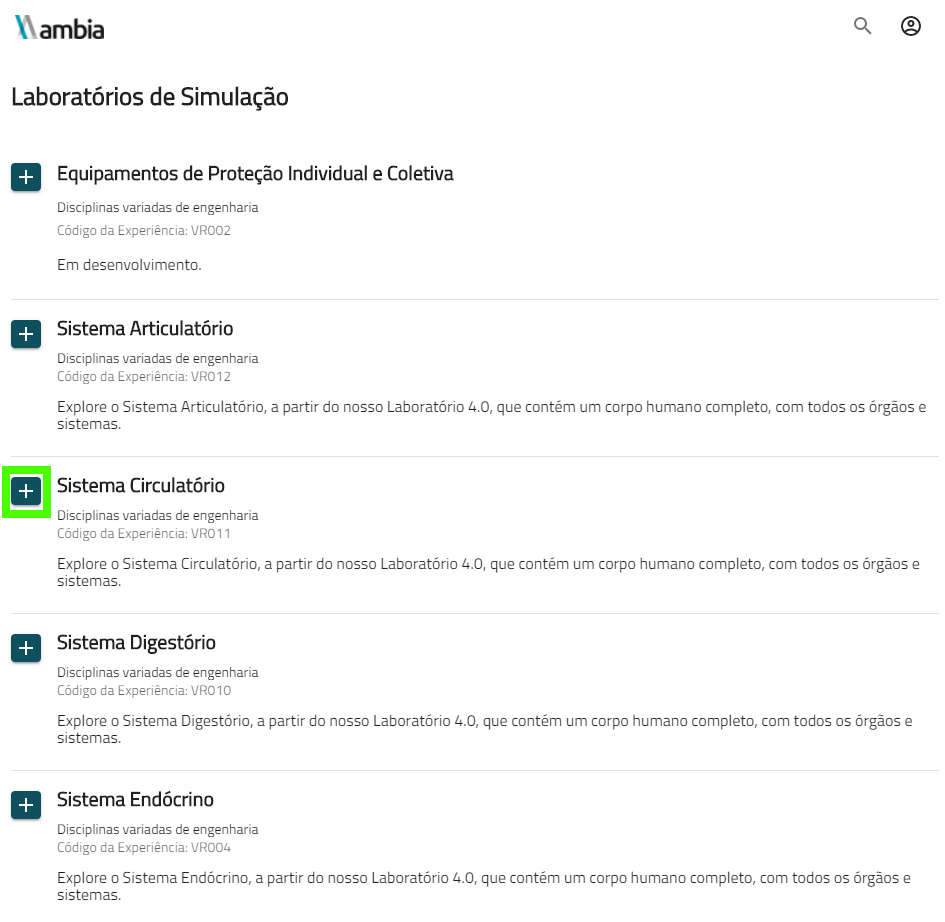 ambia
Laboratórios de Simulação
Equipamentos de Proteção Individual e Coletiva
Disciplinas variadas de engenharia
Código da Experiência: VR002
Em desenvolvimento.
Sistema Articulatório
Disciplinas variadas de engenharia
Código da Experiência: VR012
Explore o Sistema Articulatório, a partir do nosso Laboratório 4.0, que contém um corpo humano completo, com todos os órgãos e
sistemas.
Sistema Circulatório
Disciplinas variadas de engenharia
Código da Experiência: VR011
Explore o Sistema Circulatório, a partir do nosso Laboratório 4.0, que contém um corpo humano completo, com todos os órgãos e
sistemas.
Sistema Digestório
Disciplinas variadas de engenharia
Código da Experiência: VR010
Explore o Sistema Digestório, a partir do nosso Laboratório 4.0, que contém um corpo humano completo, com todos os órgãos e
sistemas.
Sistema Endócrino
Disciplinas variadas de engenharia
Código da Experiência: VR004
Explore o Sistema Endócrino, a partir do nosso Laboratório 4.0, que contém um corpo humano completo, com todos os órgãos e
sistemas.